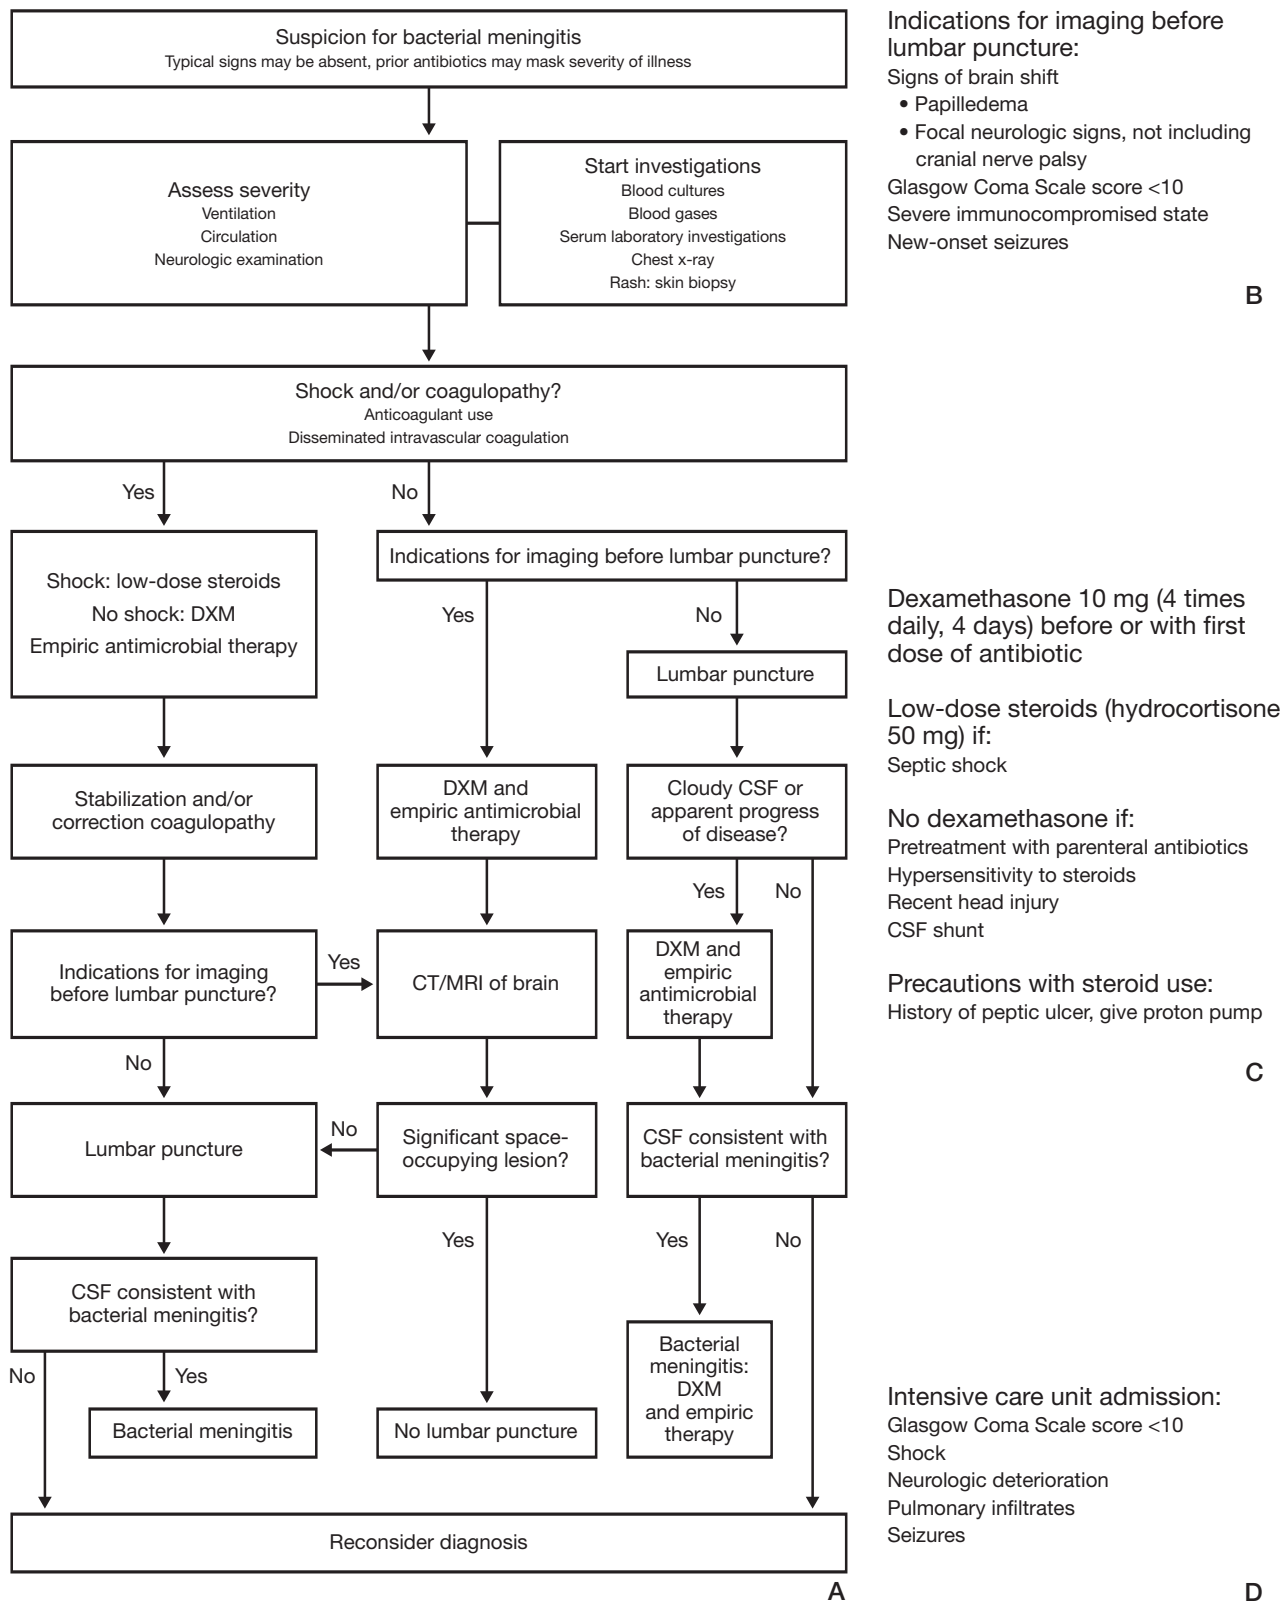 Suspicion for bacterial meningitis
Typical signs may be absent, prior antibiotics may mask severity of illness
Assess severity
Ventilation
Circulation
Neurologic examination
Start investigations
Blood cultures
Blood gases
Serum laboratory investigations
Chest x-ray
Rash: skin biopsy
Shock and/or coagulopathy?
Anticoagulant use
Disseminated intravascular coagulation
Yes
No
Shock: low-dose steroids
No shock: DXM
Empiric antimicrobial therapy
Indications for imaging before lumbar puncture?
Yes
No
Lumbar puncture
Stabilization and/or
correction coagulopathy
DXM and
empiric antimicrobial
therapy
Cloudy CSF or
apparent progress
of disease?
Yes
No
Indications for imaging
before lumbar puncture?
Yes
CT/MRI of brain
DXM and
empiric
antimicrobial
therapy
No
Lumbar puncture
No
Significant space-
occupying lesion?
CSF consistent with
bacterial meningitis?
Yes
Yes
No
CSF consistent with
bacterial meningitis?
No
Yes
Bacterial meningitis
No lumbar puncture
Bacterial
meningitis:
DXM
and empiric
therapy
Reconsider diagnosis
A
Indications for imaging before
lumbar puncture:
Signs of brain shift
• Papilledema
• Focal neurologic signs, not including
cranial nerve palsy
Glasgow Coma Scale score <10
Severe immunocompromised state
New-onset seizures
B
Dexamethasone 10 mg (4 times
daily, 4 days) before or with first
dose of antibiotic
Low-dose steroids (hydrocortisone
50 mg) if:
Septic shock
No dexamethasone if:
Pretreatment with parenteral antibiotics
Hypersensitivity to steroids
Recent head injury
CSF shunt
Precautions with steroid use:
History of peptic ulcer, give proton pump
C
Intensive care unit admission:
Glasgow Coma Scale score <10
Shock
Neurologic deterioration
Pulmonary infiltrates
Seizures
D